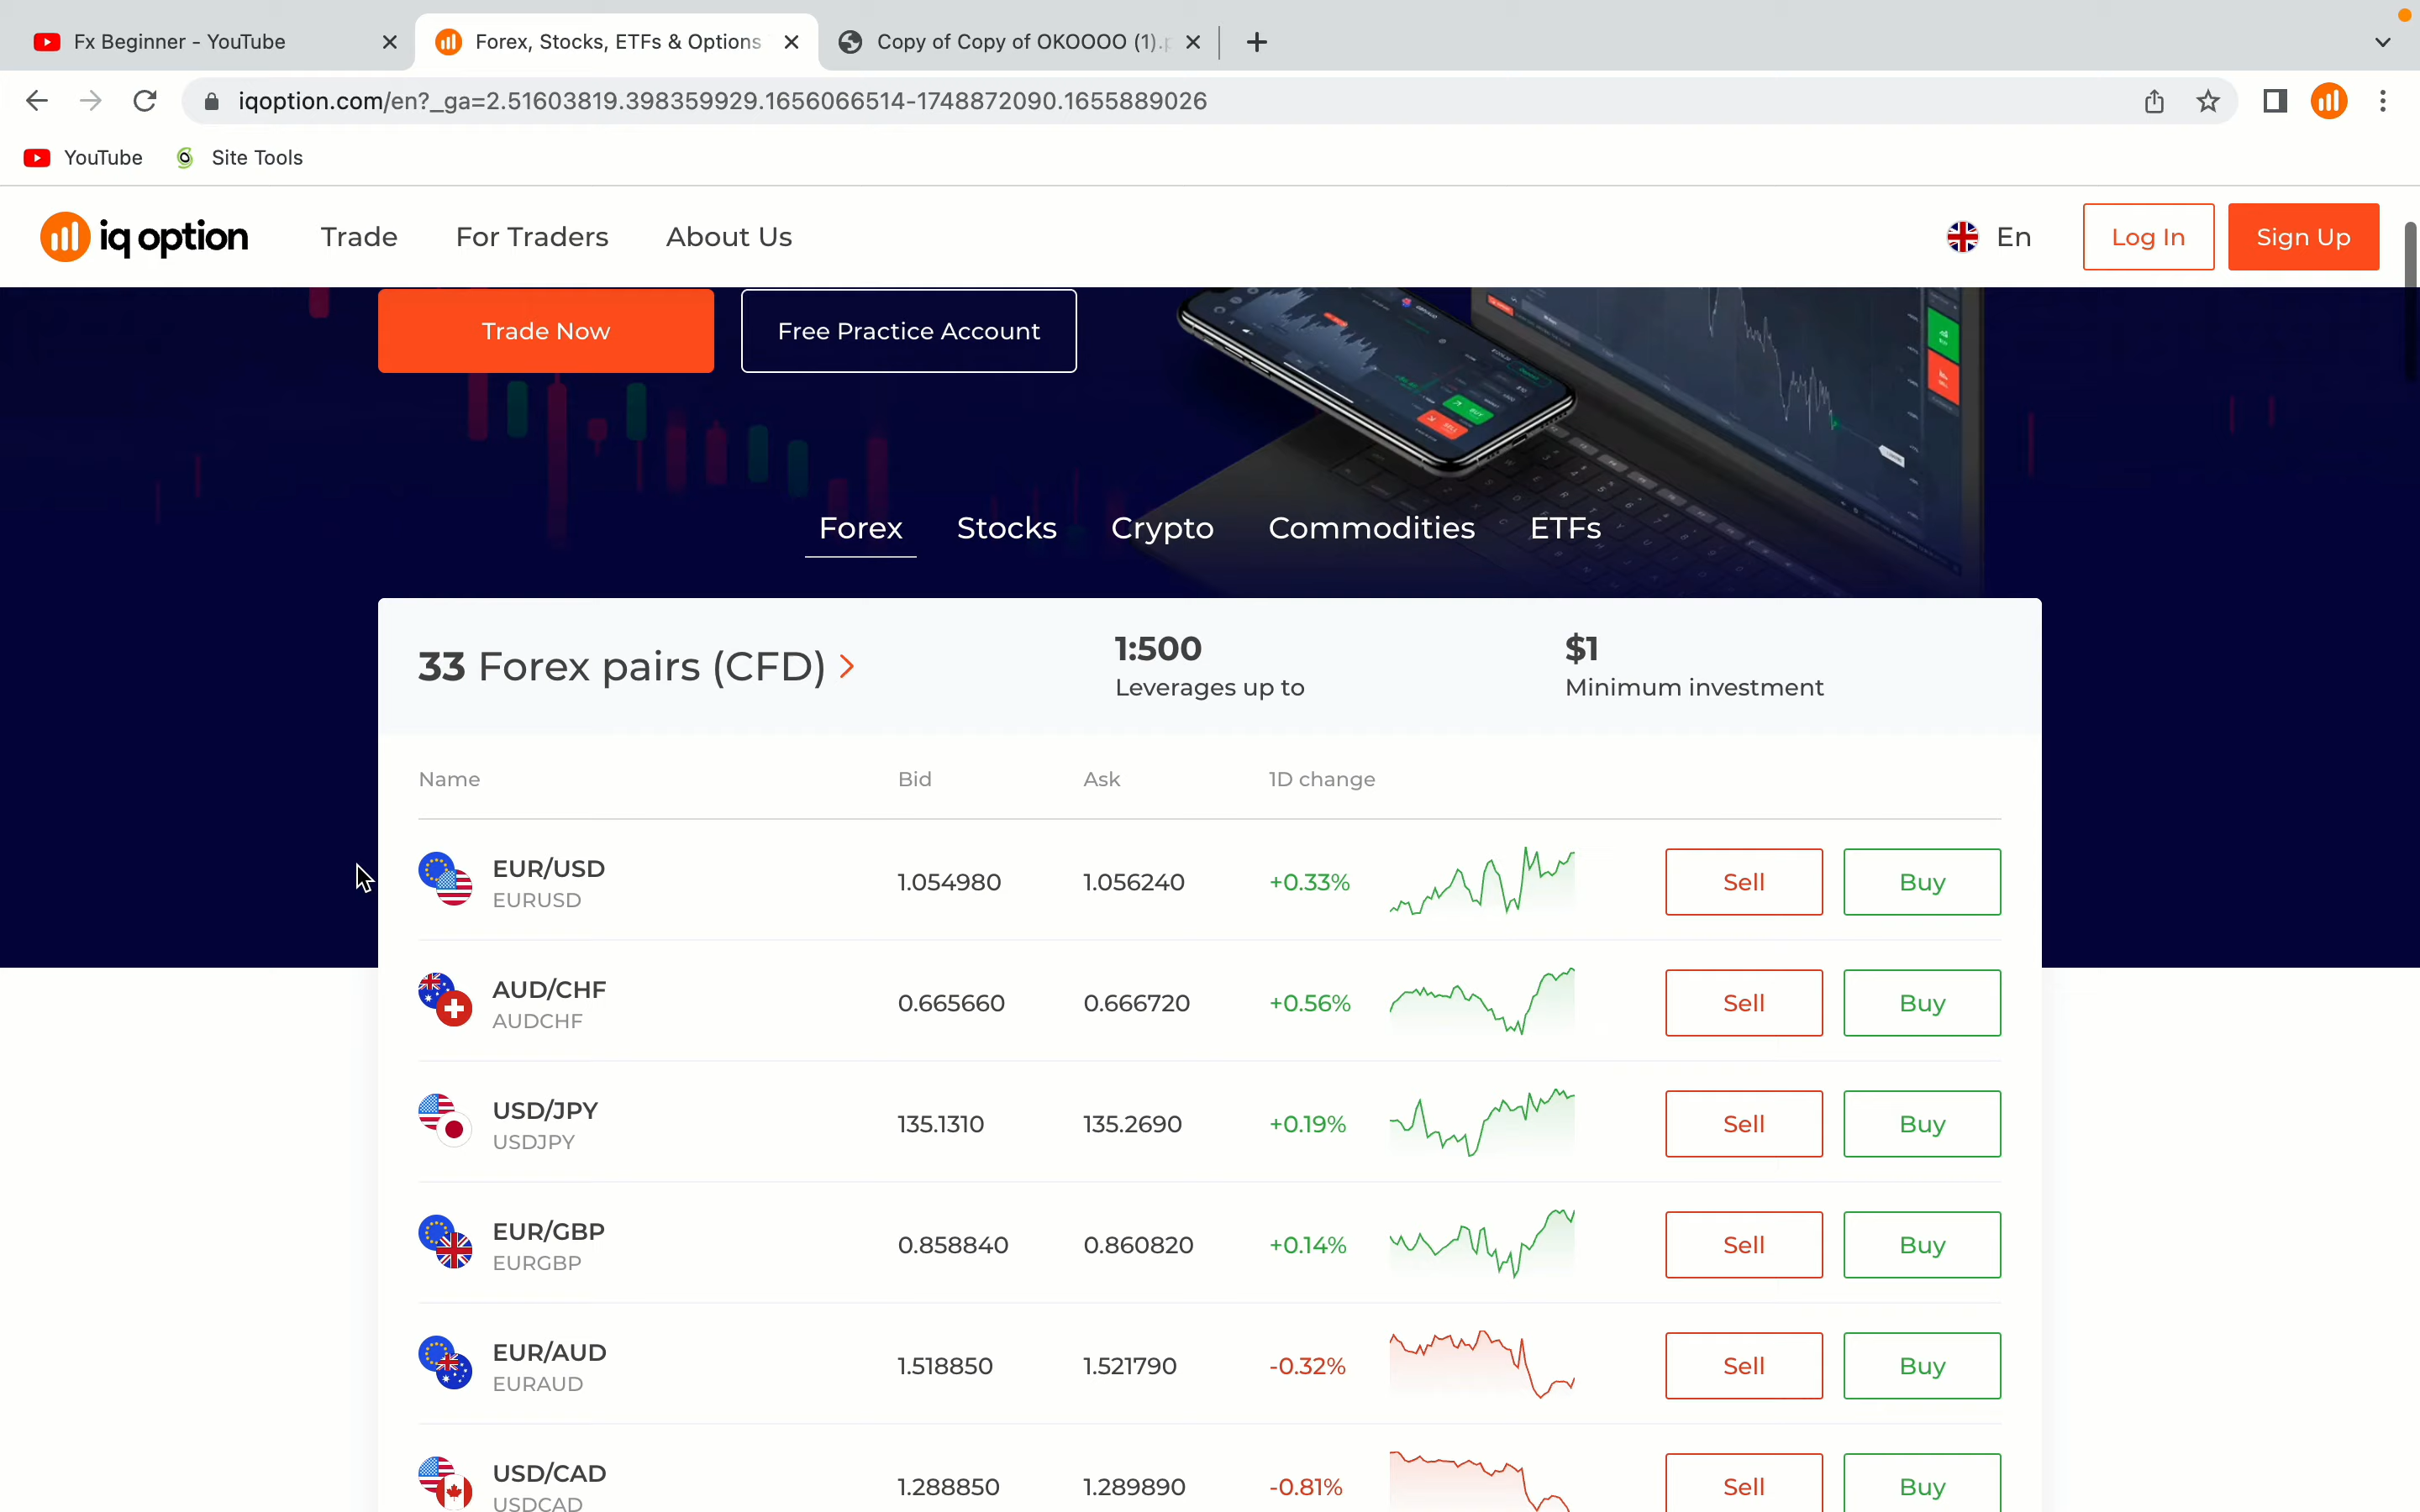 Fx Beginner - YouTube
Forex, Stocks, ETFs & Options
Copy of Copy of OKOOOO (1).p
iqoption.com/en?_ga=2.51603819.398359929.1656066514-1748872090.1655889026
YouTube
Site Tools
iq option
Trade
For Traders
About Us
En
Log In
Sign Up
Trade Now
Free Practice Account
Forex
Stocks
Crypto
Commodities
ETFs
33 Forex pairs (CFD)
1:500
Leverages up to
$1
Minimum investment
Name Bid Ask 1D change
EUR/USD
EURUSD
1.054980 1.056240 +0.33% Sell Buy
AUD/CHF
AUDCHF
0.665660 0.666720 +0.56% Sell Buy
USD/JPY
USDJPY
135.1310 135.2690 +0.19% Sell Buy
EUR/GBP
EURGBP
0.858840 0.860820 +0.14% Sell Buy
EUR/AUD
EURAUD
1.518850 1.521790 -0.32% Sell Buy
USD/CAD
USDCAD
1.288850 1.289890 -0.81% Sell Buy